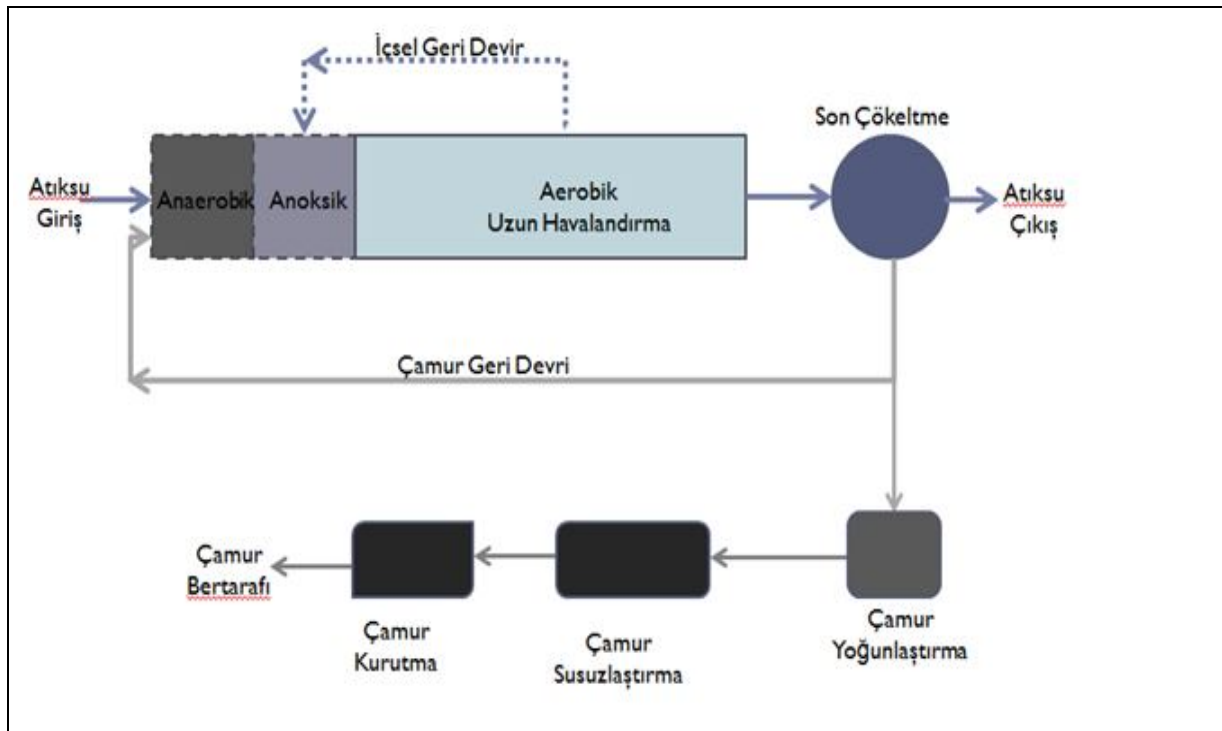 İçsel Geri Devir
Son Çökeltme
Atıksu
Giriş
Anaerobik
Anoksik
Aerobik
Uzun Havalandırma
Atıksu
Çıkış
Çamur Geri Devri
Çamur
Bertarafı
Çamur
Kurutma
Çamur
Susuzlaştırma
Çamur
Yoğunlaştırma